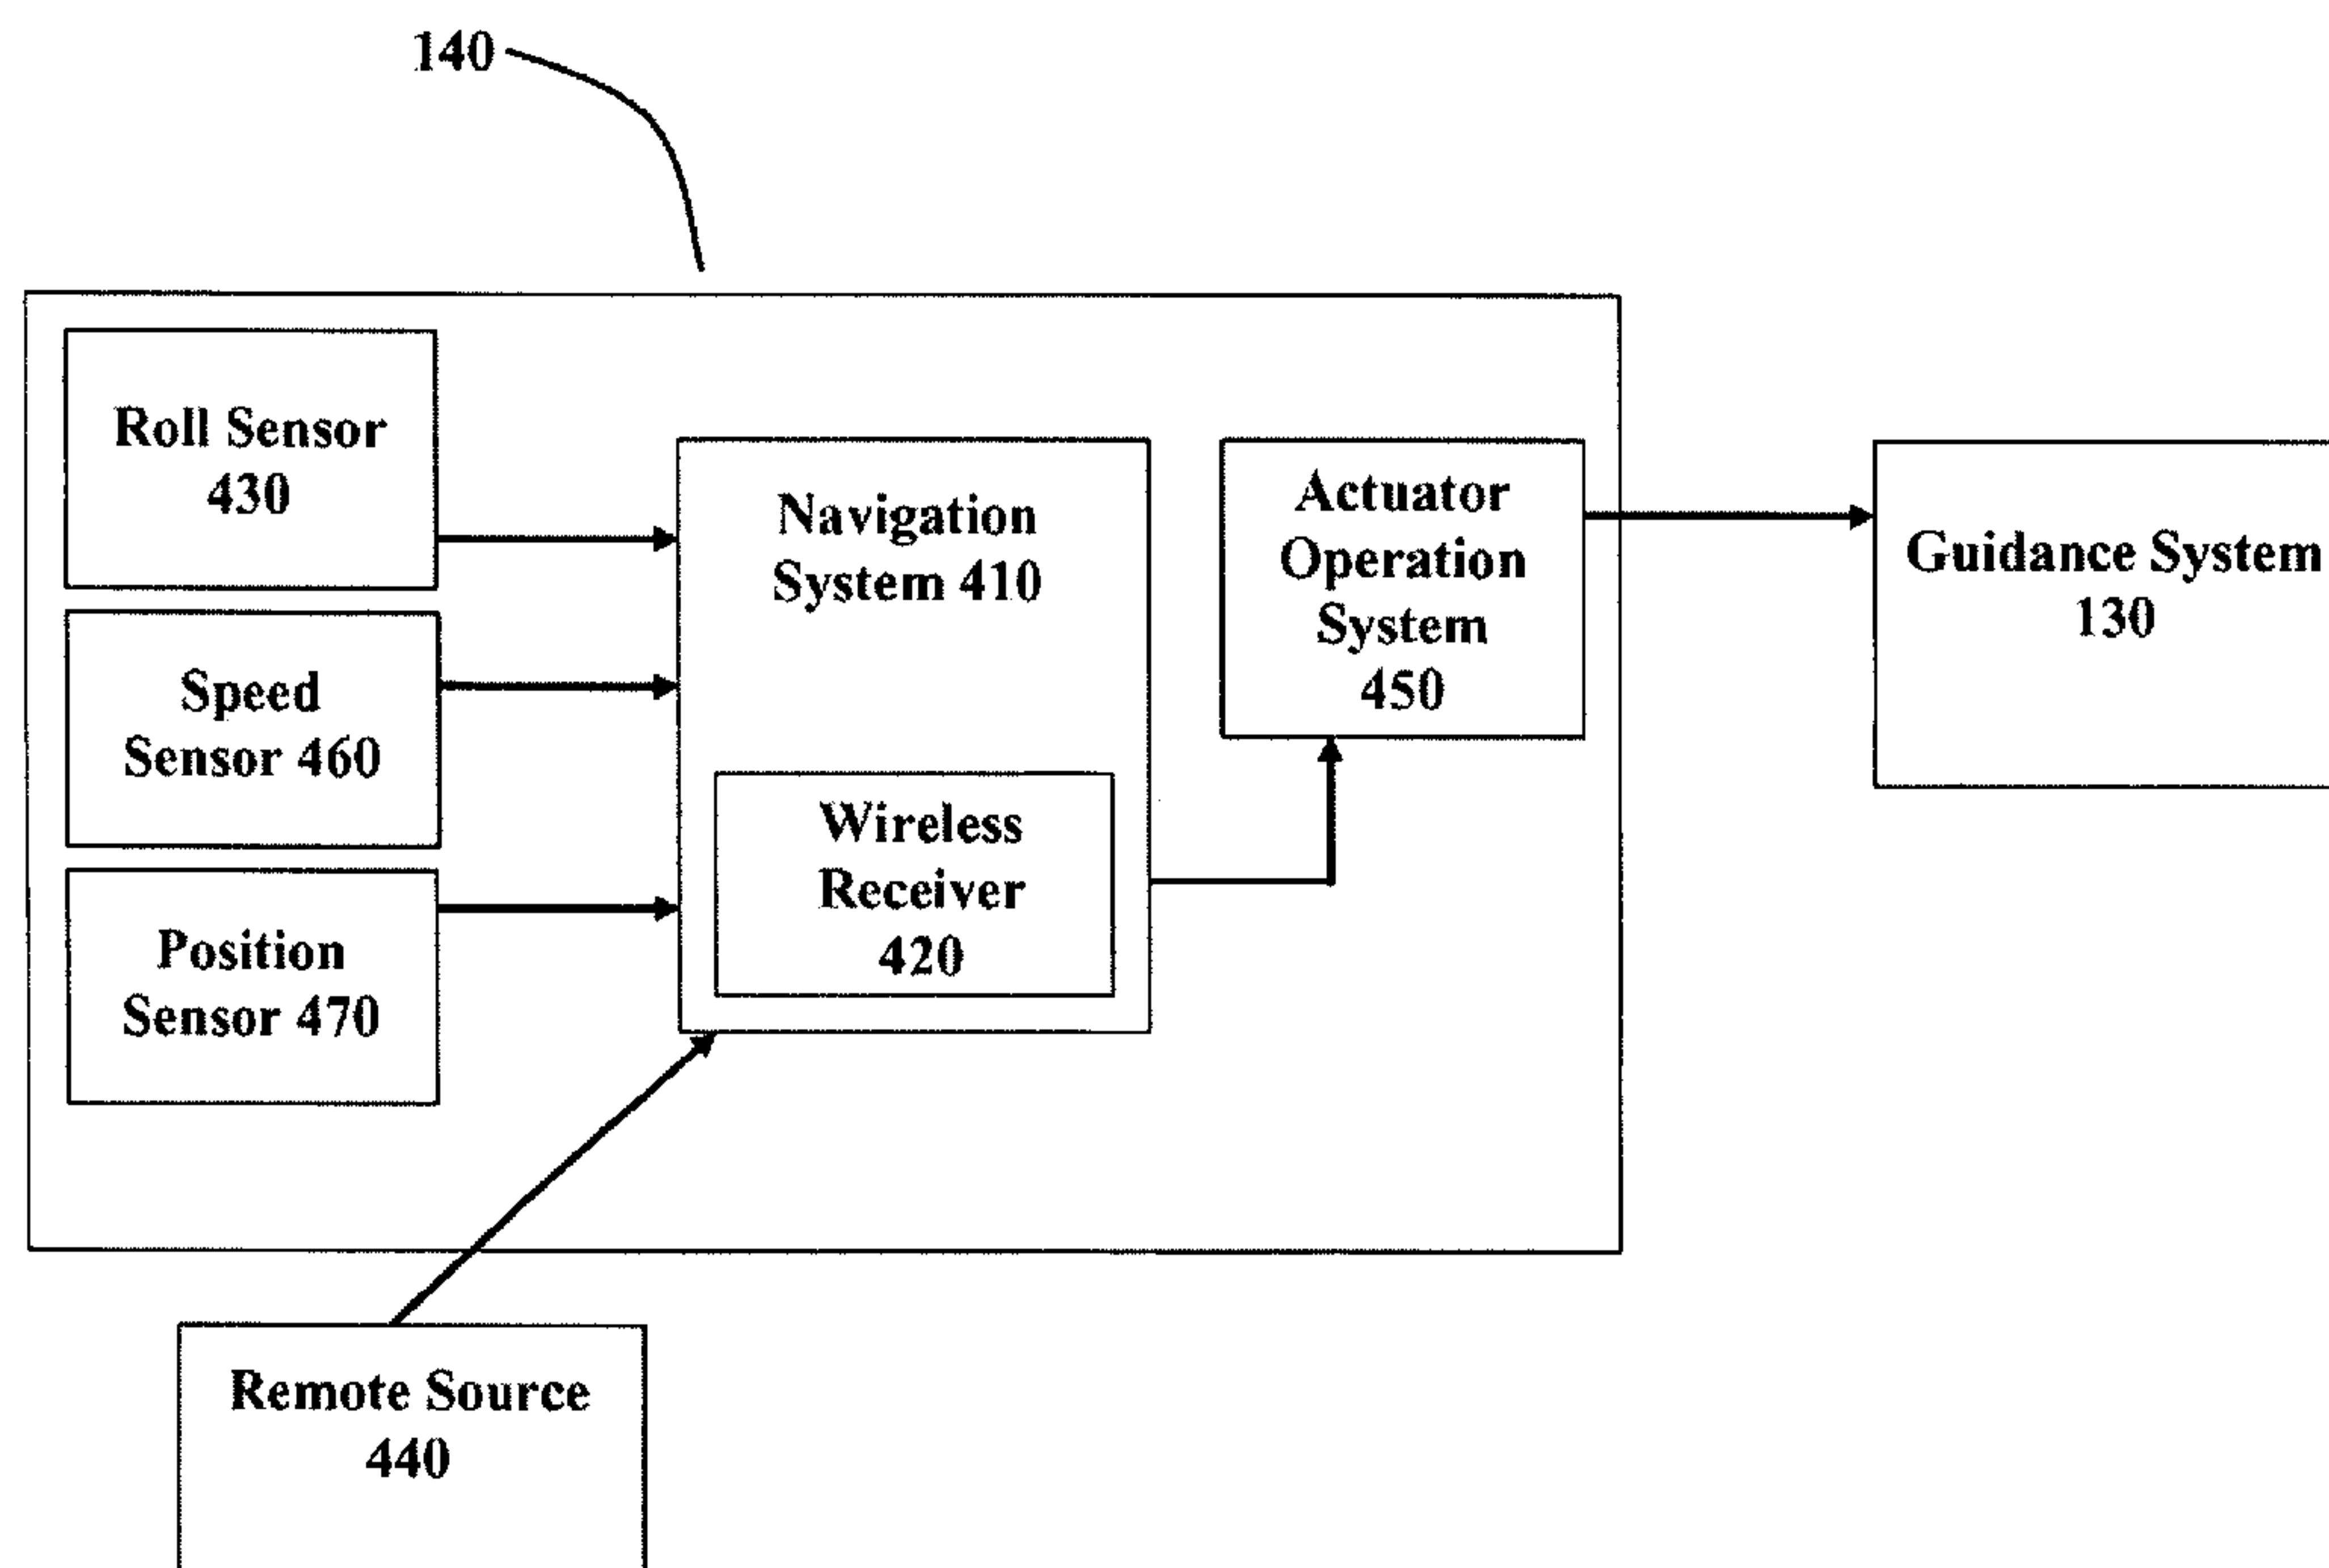 140
Roll Sensor
430
Speed
Sensor 460
Position
Sensor 470
Navigation
System 410
Wireless
Receiver
420
Actuator
Operation
System
450
Guidance System
130
Remote Source
440